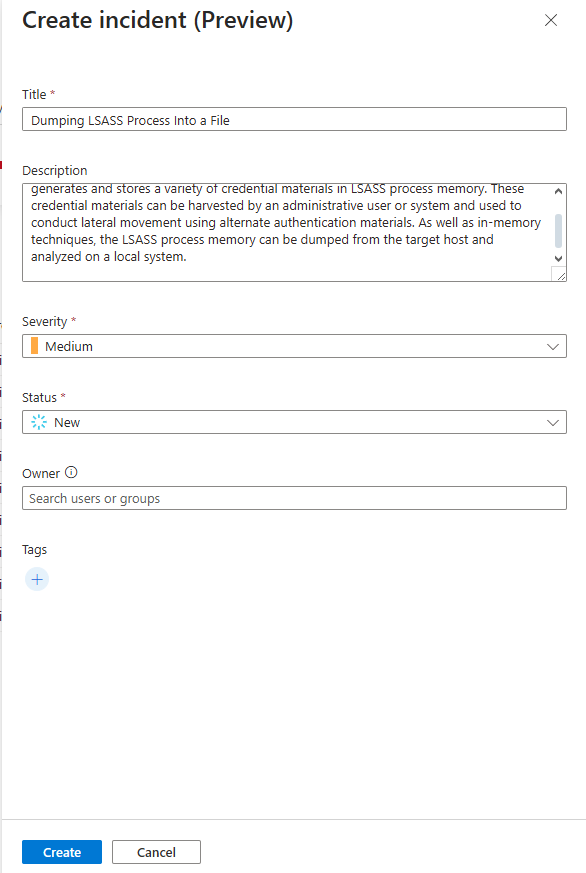 Create incident (Preview)
Title *
Dumping LSASS Process Into a File
Description
generates and stores a variety of credential materials in LSASS process memory. These
credential materials can be harvested by an administrative user or system and used to
conduct lateral movement using alternate authentication materials. As well as in-memory
techniques, the LSASS process memory can be dumped from the target host and
analyzed on a local system.
Severity *
Medium
Status *
New
Owner
Search users or groups
Tags
Create Cancel